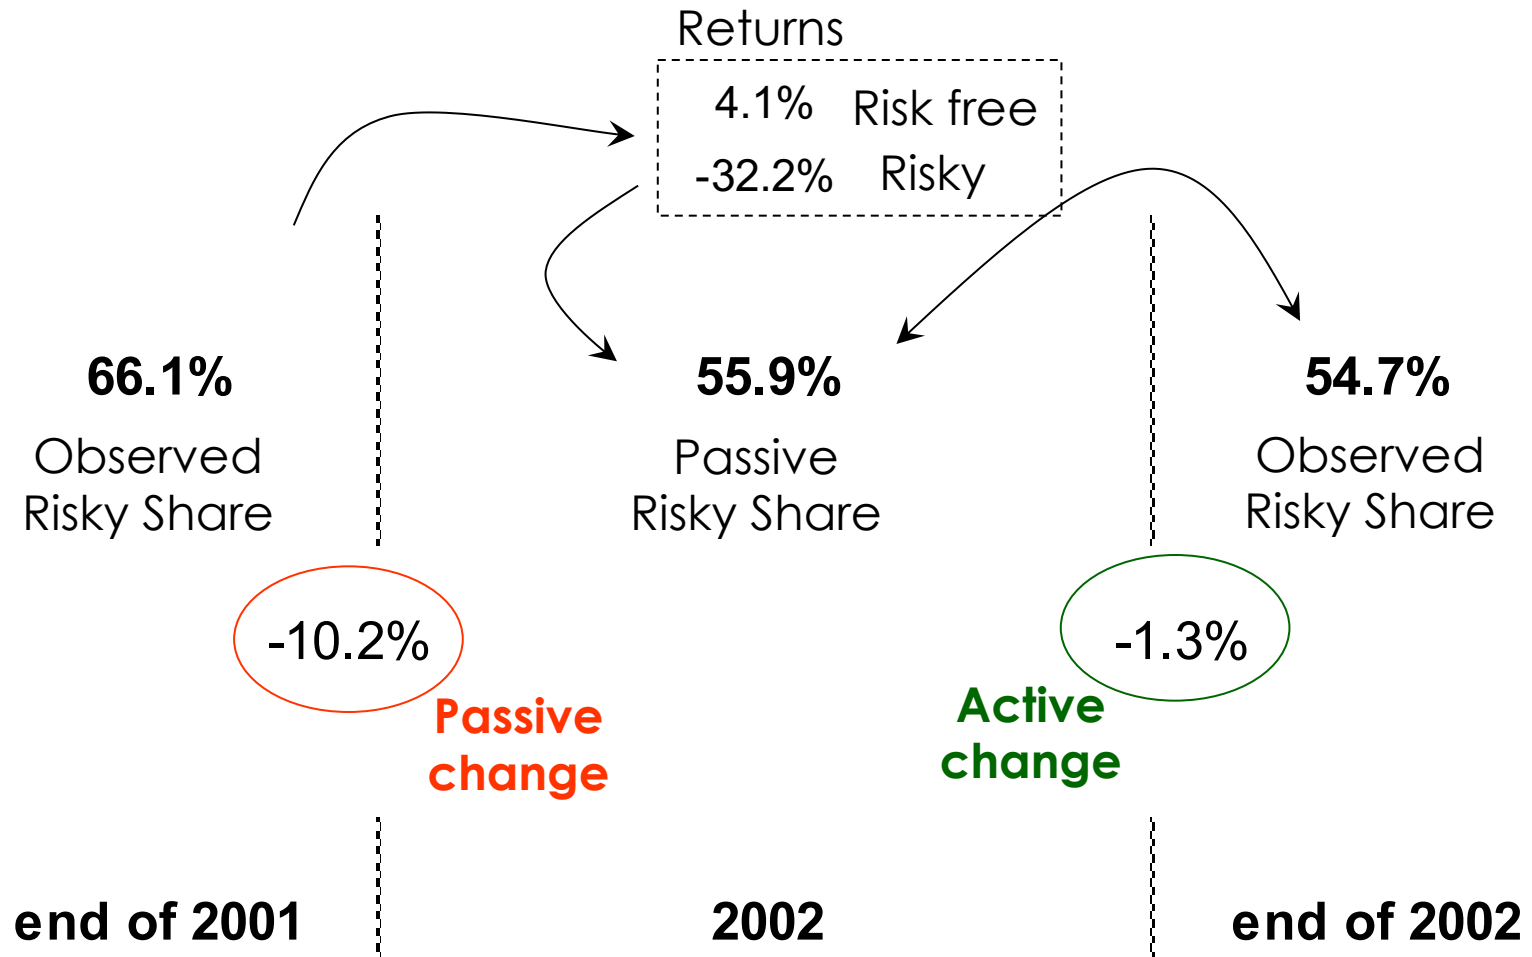 Returns
4.1% Risk free
-32.2% Risky
66.1%
Observed
Risky Share
55.9%
Passive
Risky Share
54.7%
Observed
Risky Share
-10.2%
Passive
change
-1.3%
Active
change
end of 2001
2002
end of 2002